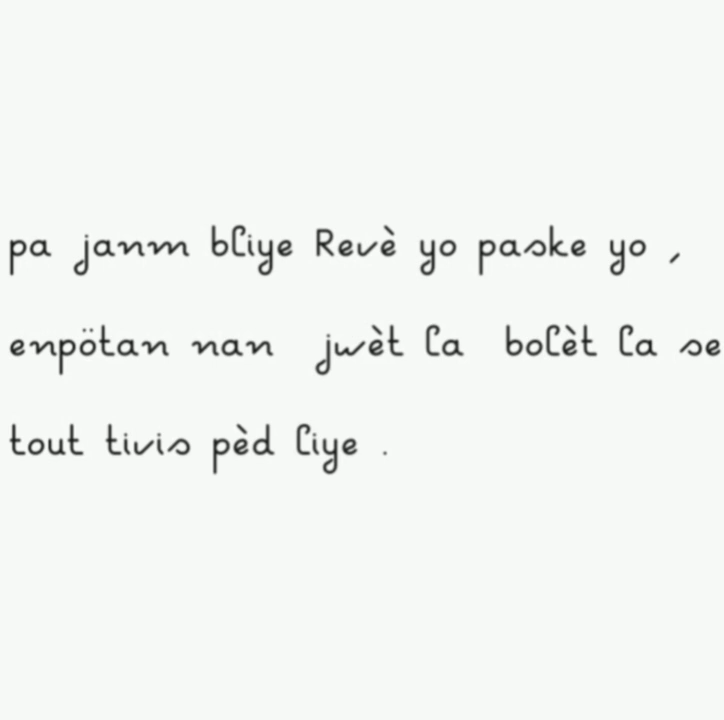 pa janm bliye Revè yo paske yo ,
enpötan nan jwèt la bolèt la se
tout tivis pèd liye .